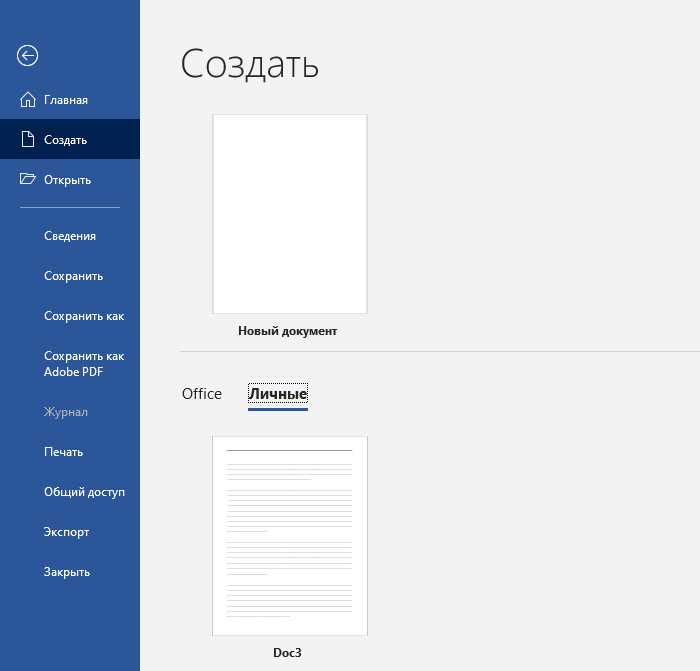 Главная
Создать
Открыть
Сведения
Сохранить
Сохранить как
Сохранить как
Adobe PDF
Журнал
Печать
Общий доступ
Экспорт
Закрыть
Создать
Новый документ
Office
Личные
Doc3